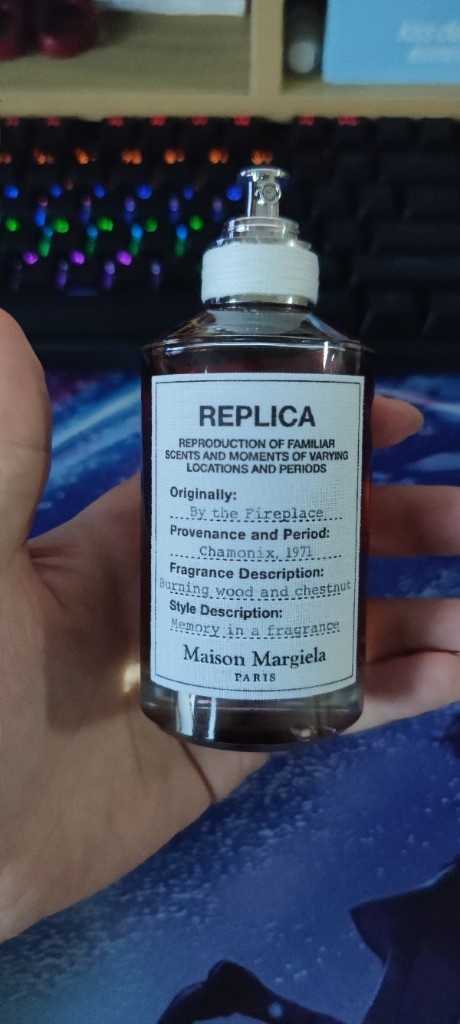 REPLICA
REPRODUCTION OF FAMILIAR
SCENTS AND MOMENTS OF VARYING
LOCATIONS AND PERIODS
Originally:
By the Fireplace
Provenance and Period:
Chamonix, 1971
Fragrance Description:
Burning wood and chestnut
Style Description:
Memory in a fragrance
Maison Margiela
PARIS